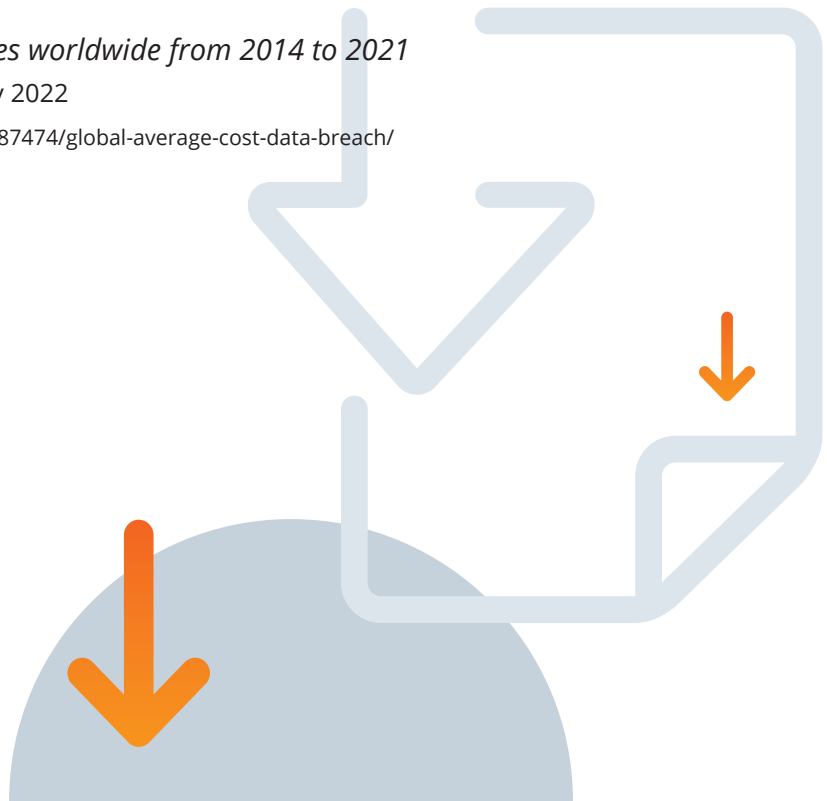 es worldwide from 2014 to 2021
y 2022
87474/global-average-cost-data-breach/